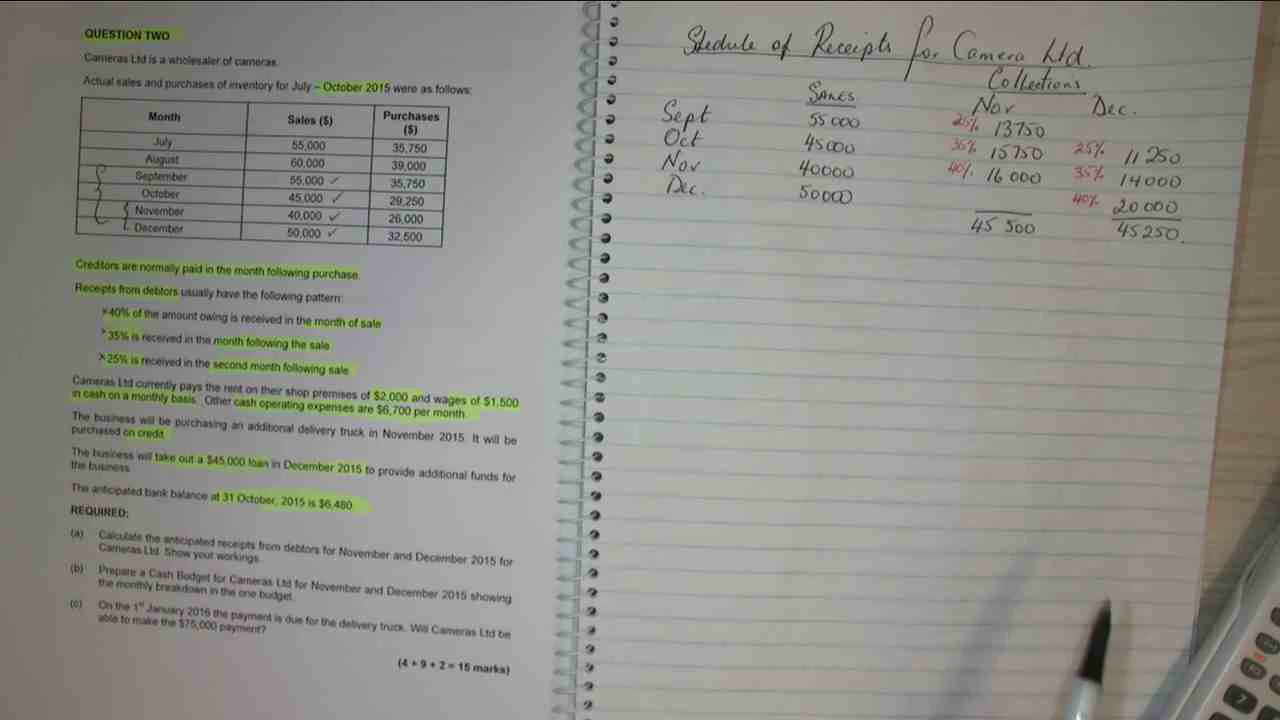 QUESTION TWO
Cameras Ltd is a wholesaler of cameras.
Actual sales and purchases of inventory for July – October 2015 were as follows:
Month Sales ($) Purchases ($)
July 55,000 35,750
August 60,000 39,000
September 55,000 ✓ 35,750
October 45,000 ✓ 29,250
November 40,000 ✓ 26,000
December 50,000 ✓ 32,500
Creditors are normally paid in the month following purchase.
Receipts from debtors usually have the following pattern:
40% of the amount owing is received in the month of sale
35% is received in the month following the sale
25% is received in the second month following sale.
Cameras Ltd currently pays the rent on their shop premises of $2,000 and wages of $1,500
in cash on a monthly basis. Other cash operating expenses are $6,700 per month.
The business will be purchasing an additional delivery truck in November 2015. It will be
purchased on credit.
The business will take out a $45,000 loan in December 2015 to provide additional funds for
the business.
The anticipated bank balance at 31 October, 2015 is $6,480.
REQUIRED:
(a) Calculate the anticipated receipts from debtors for November and December 2015 for
Cameras Ltd. Show your workings.
(b) Prepare a Cash Budget for Cameras Ltd for November and December 2015 showing
the monthly breakdown in the one budget.
(c) On the 1st January 2016 the payment is due for the delivery truck. Will Cameras Ltd be
able to make the $75,000 payment?
(4 + 9 + 2 = 15 marks)
Shedule of Receipts for Camera Ltd.
Collections
SALES Nov Dec.
Sept 55000 25% 13750
Oct 45000 35% 15750 25% 11250
Nov 40000 40% 16000 35% 14000
Dec. 50000 40% 20000
45 500 45250.